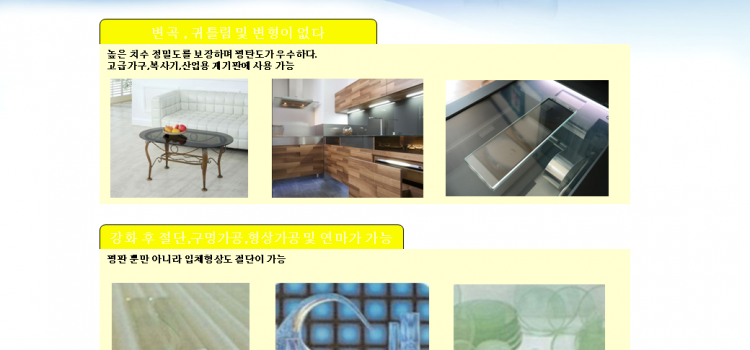 변곡 , 뒤틀림 및 변형이 없다
높은 치수 정밀도를 보장하며 평탄도가 우수하다.
고급가구,복사기,산업용 계기판에 사용 가능
강화 후 절단,구멍가공,형상가공 및 연마가 가능
평판 뿐만 아니라 입체형상도 절단이 가능